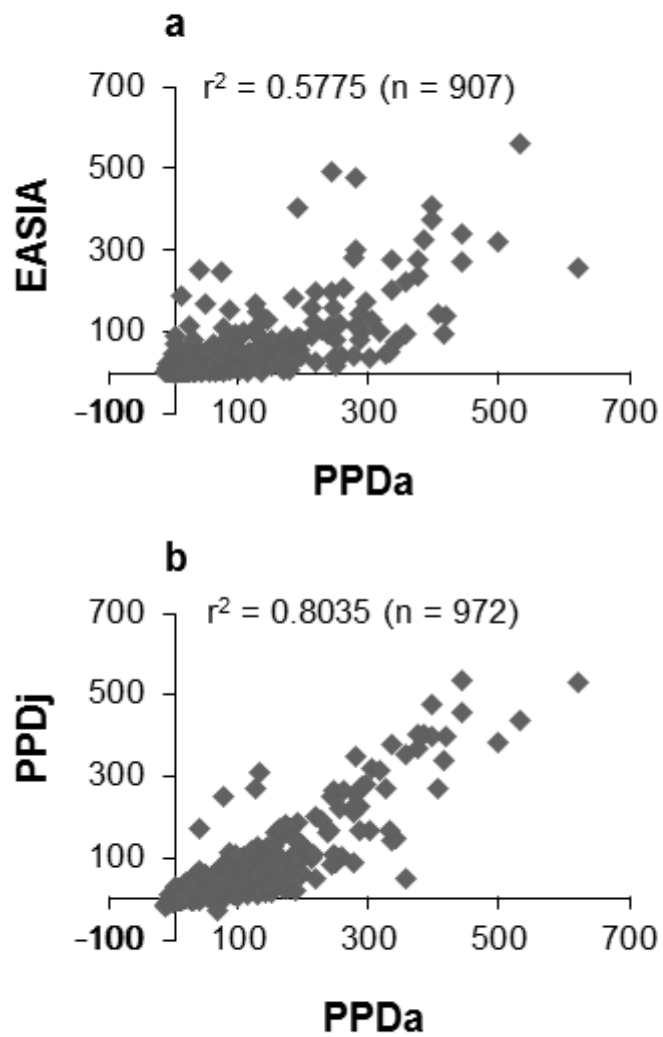 a
r² = 0.5775 (n = 907)
700
500
300
100
−100
100 300 500 700
EASIA
PPDa
b
r² = 0.8035 (n = 972)
700
500
300
100
−100
100 300 500 700
PPDj
PPDa